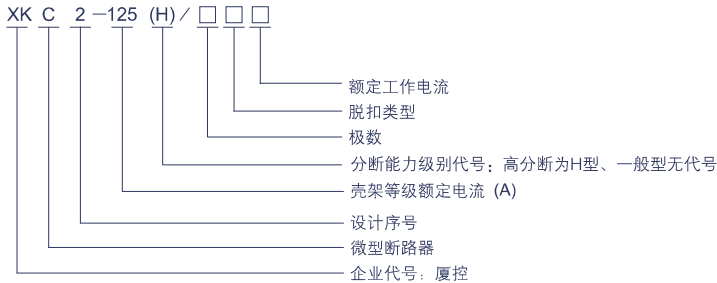 XK C 2-125 (H)/□□□
额定工作电流
脱扣类型
极数
分断能力级别代号：高分断为H型、一般型无代号
壳架等级额定电流 (A)
设计序号
微型断路器
企业代号：厦控